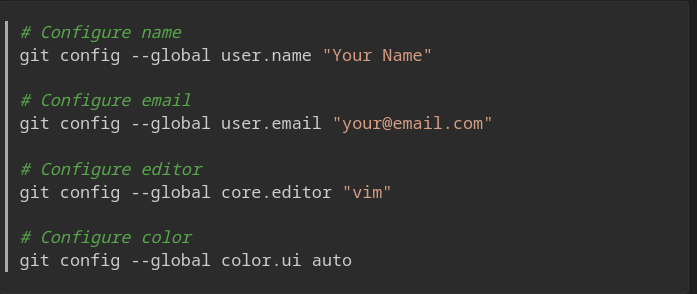 # Configure name
git config --global user.name "Your Name"
# Configure email
git config --global user.email "your@email.com"
# Configure editor
git config --global core.editor "vim"
# Configure color
git config --global color.ui auto